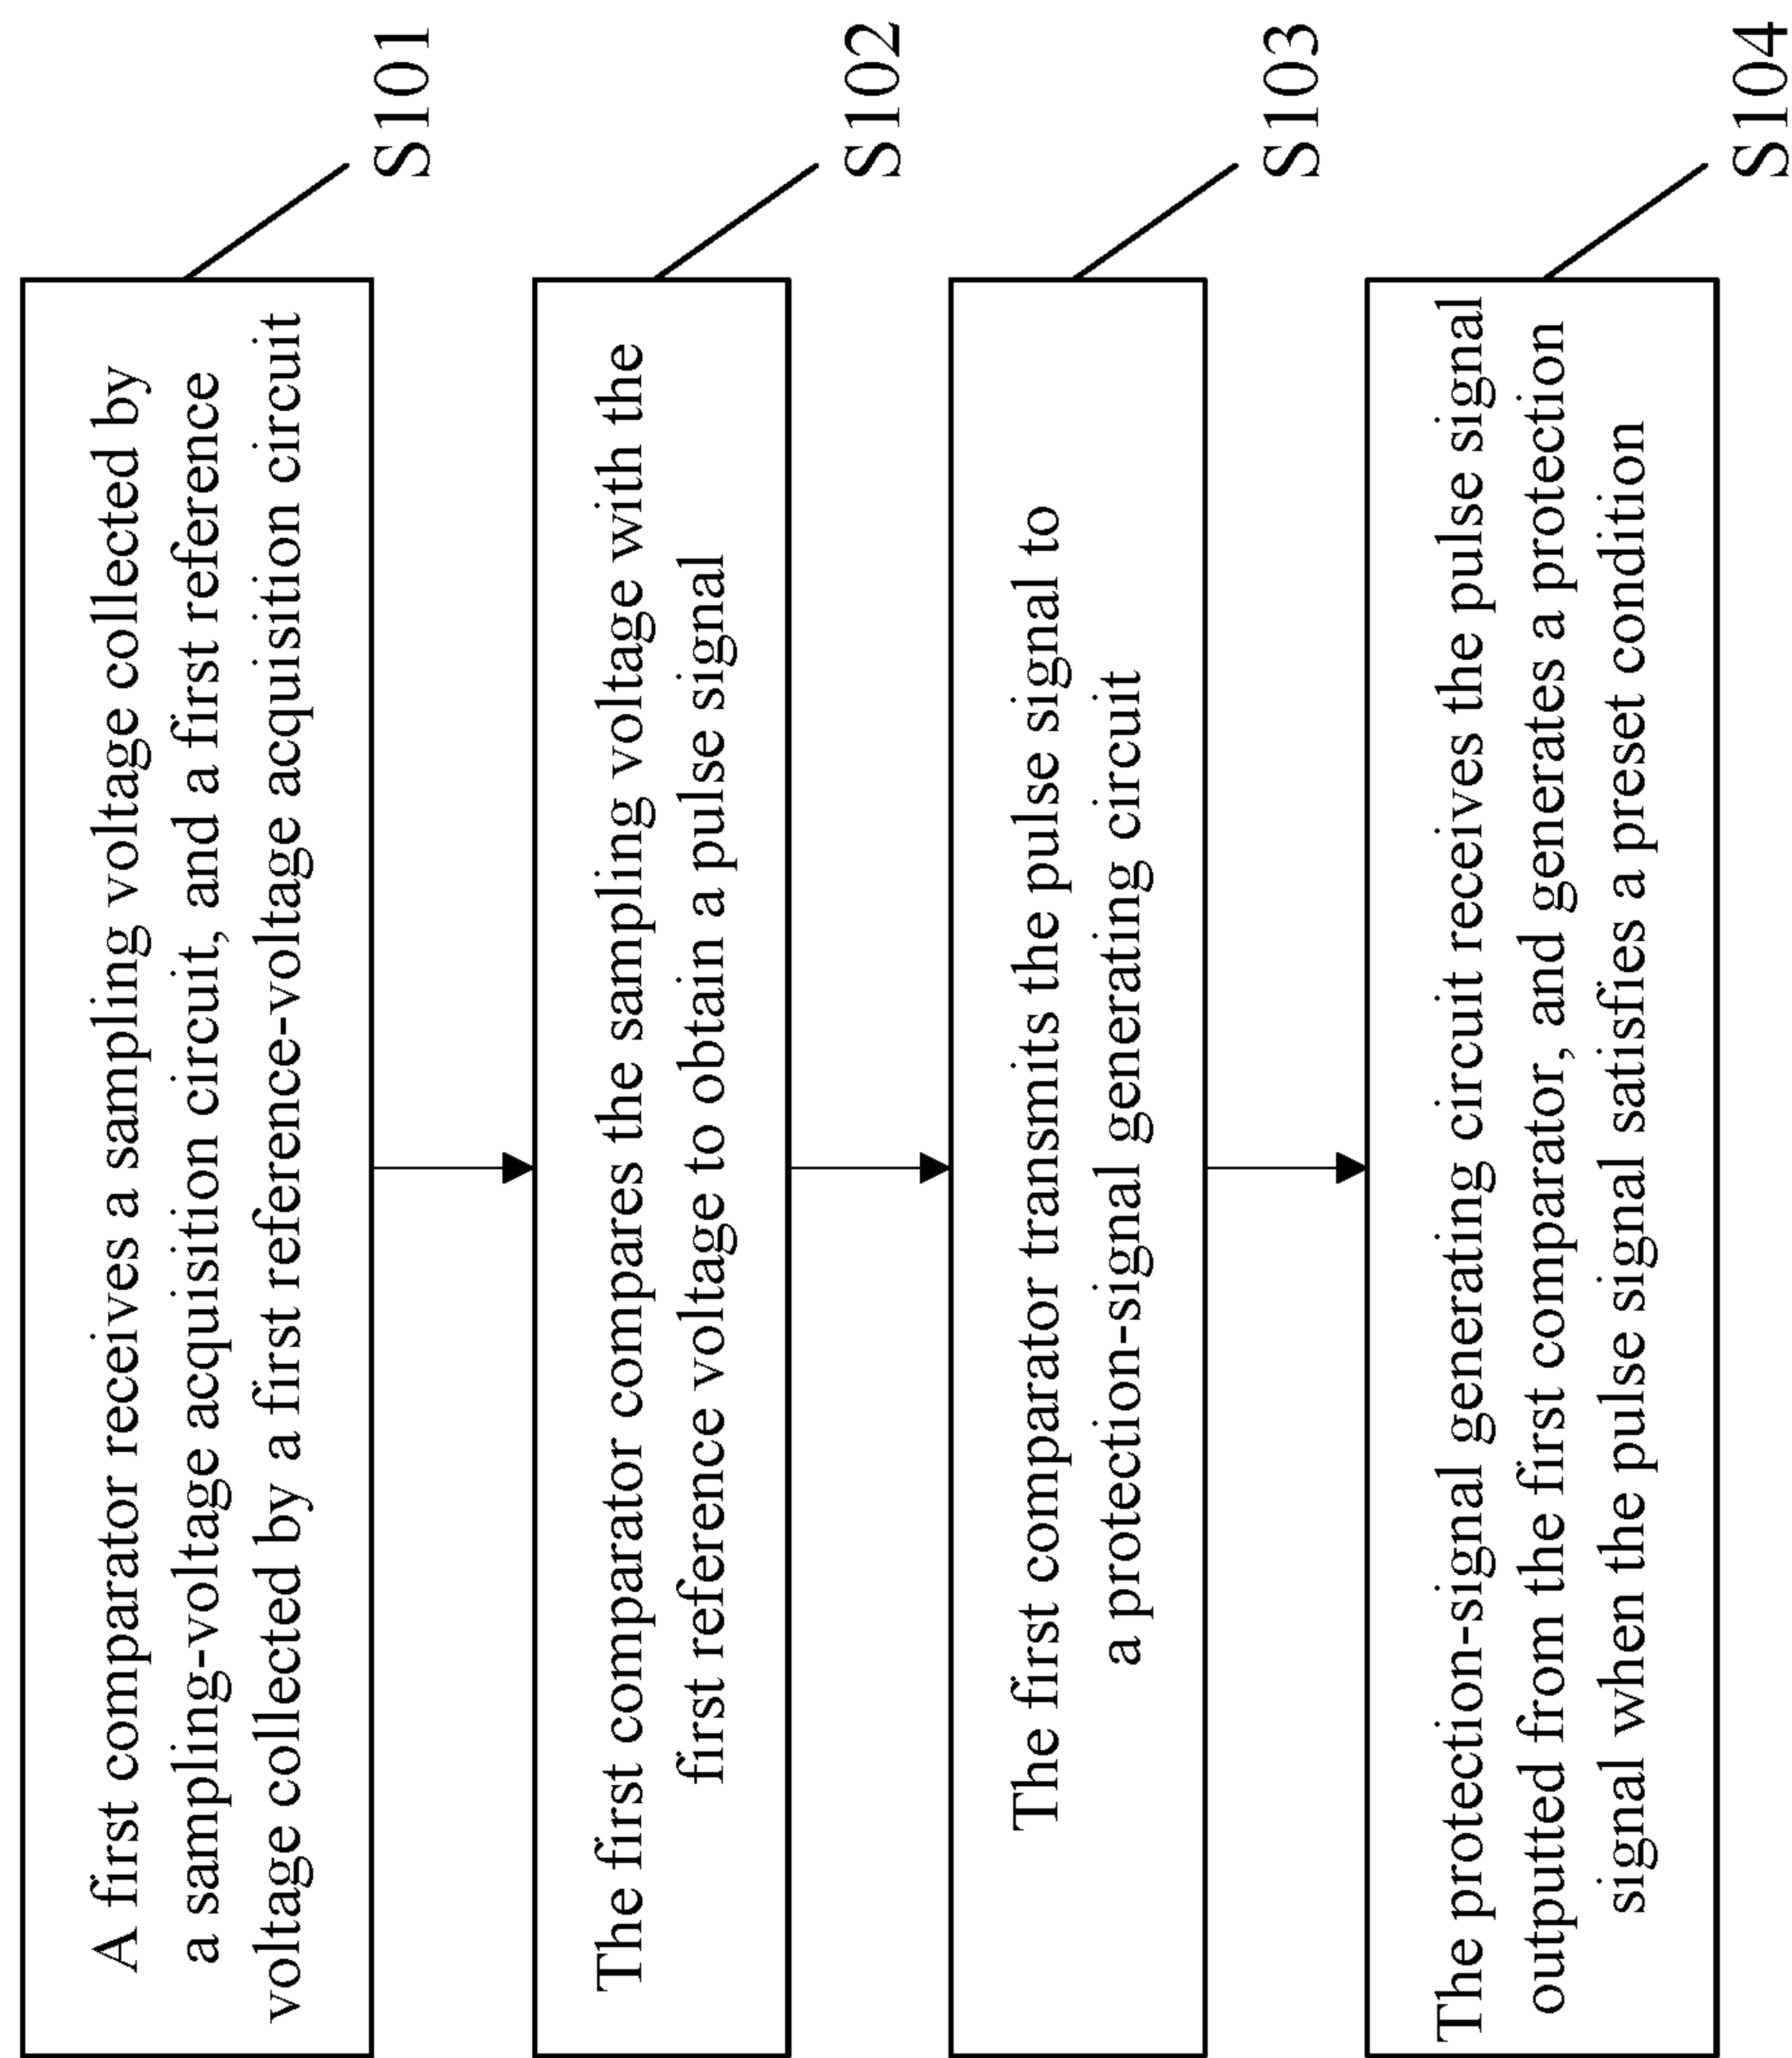 A first comparator receives a sampling voltage collected by
a sampling-voltage acquisition circuit, and a first reference
voltage collected by a first reference-voltage acquisition circuit
S101
The first comparator compares the sampling voltage with the
first reference voltage to obtain a pulse signal
S102
The first comparator transmits the pulse signal to
a protection-signal generating circuit
S103
The protection-signal generating circuit receives the pulse signal
outputted from the first comparator, and generates a protection
signal when the pulse signal satisfies a preset condition
S104